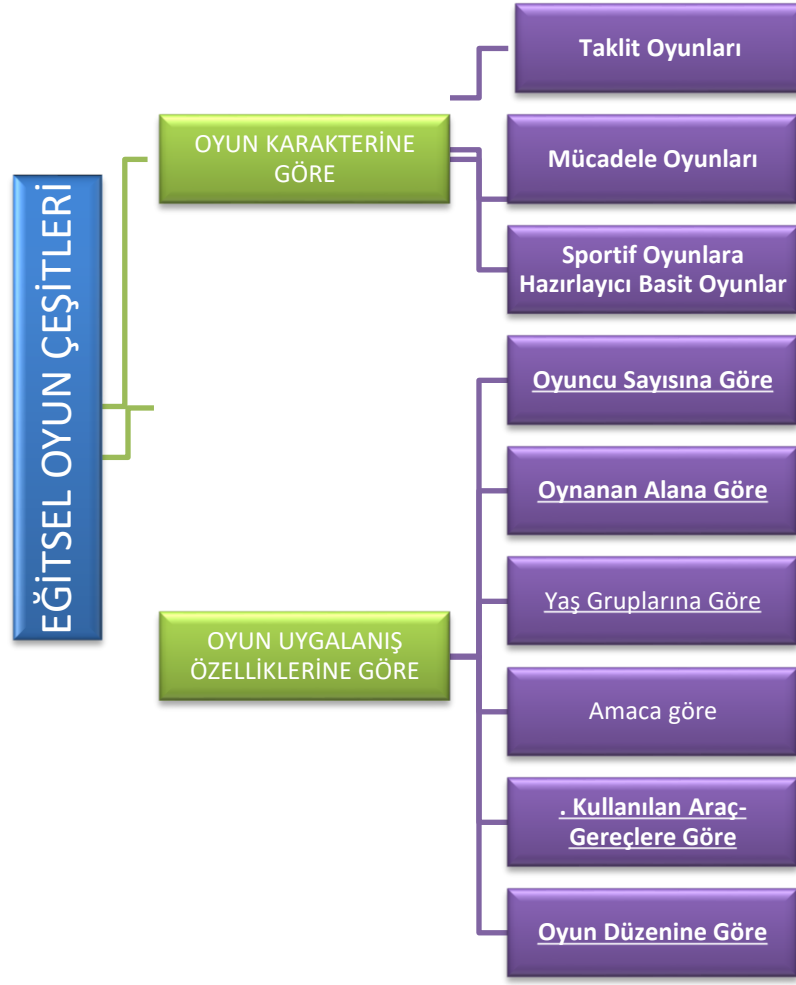 EĞİTSEL OYUN ÇEŞİTLERİ
OYUN KARAKTERİNE
GÖRE
Taklit Oyunları
Mücadele Oyunları
Sportif Oyunlara
Hazırlayıcı Basit Oyunlar
OYUN UYGALANIŞ
ÖZELLİKLERİNE GÖRE
Oyuncu Sayısına Göre
Oynanan Alana Göre
Yaş Gruplarına Göre
Amaca göre
. Kullanılan Araç-
Gereçlere Göre
Oyun Düzenine Göre